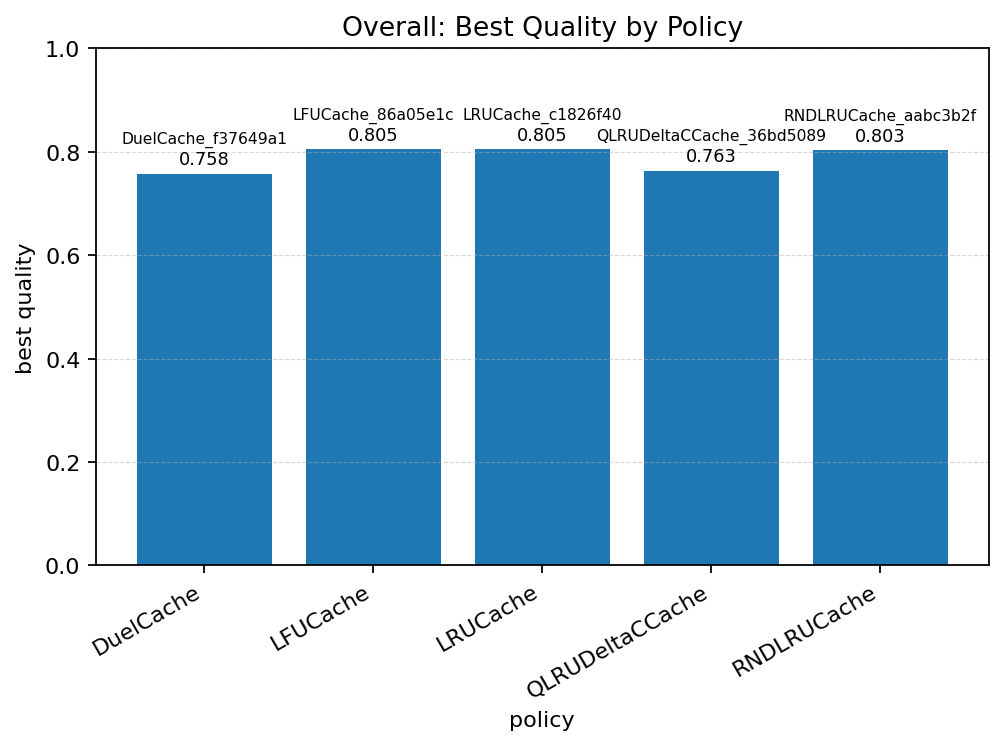 Overall: Best Quality by Policy
1.0
0.8
0.6
0.4
0.2
0.0
best quality
DuelCache_f37649a1
0.758
LFUCache_86a05e1c
0.805
LRUCache_c1826f40
0.805
QLRUDeltaCCache_36bd5089
0.763
RNDLRUCache_aabc3b2f
0.803
DuelCache
LFUCache
LRUCache
QLRUDeltaCCache
RNDLRUCache
policy